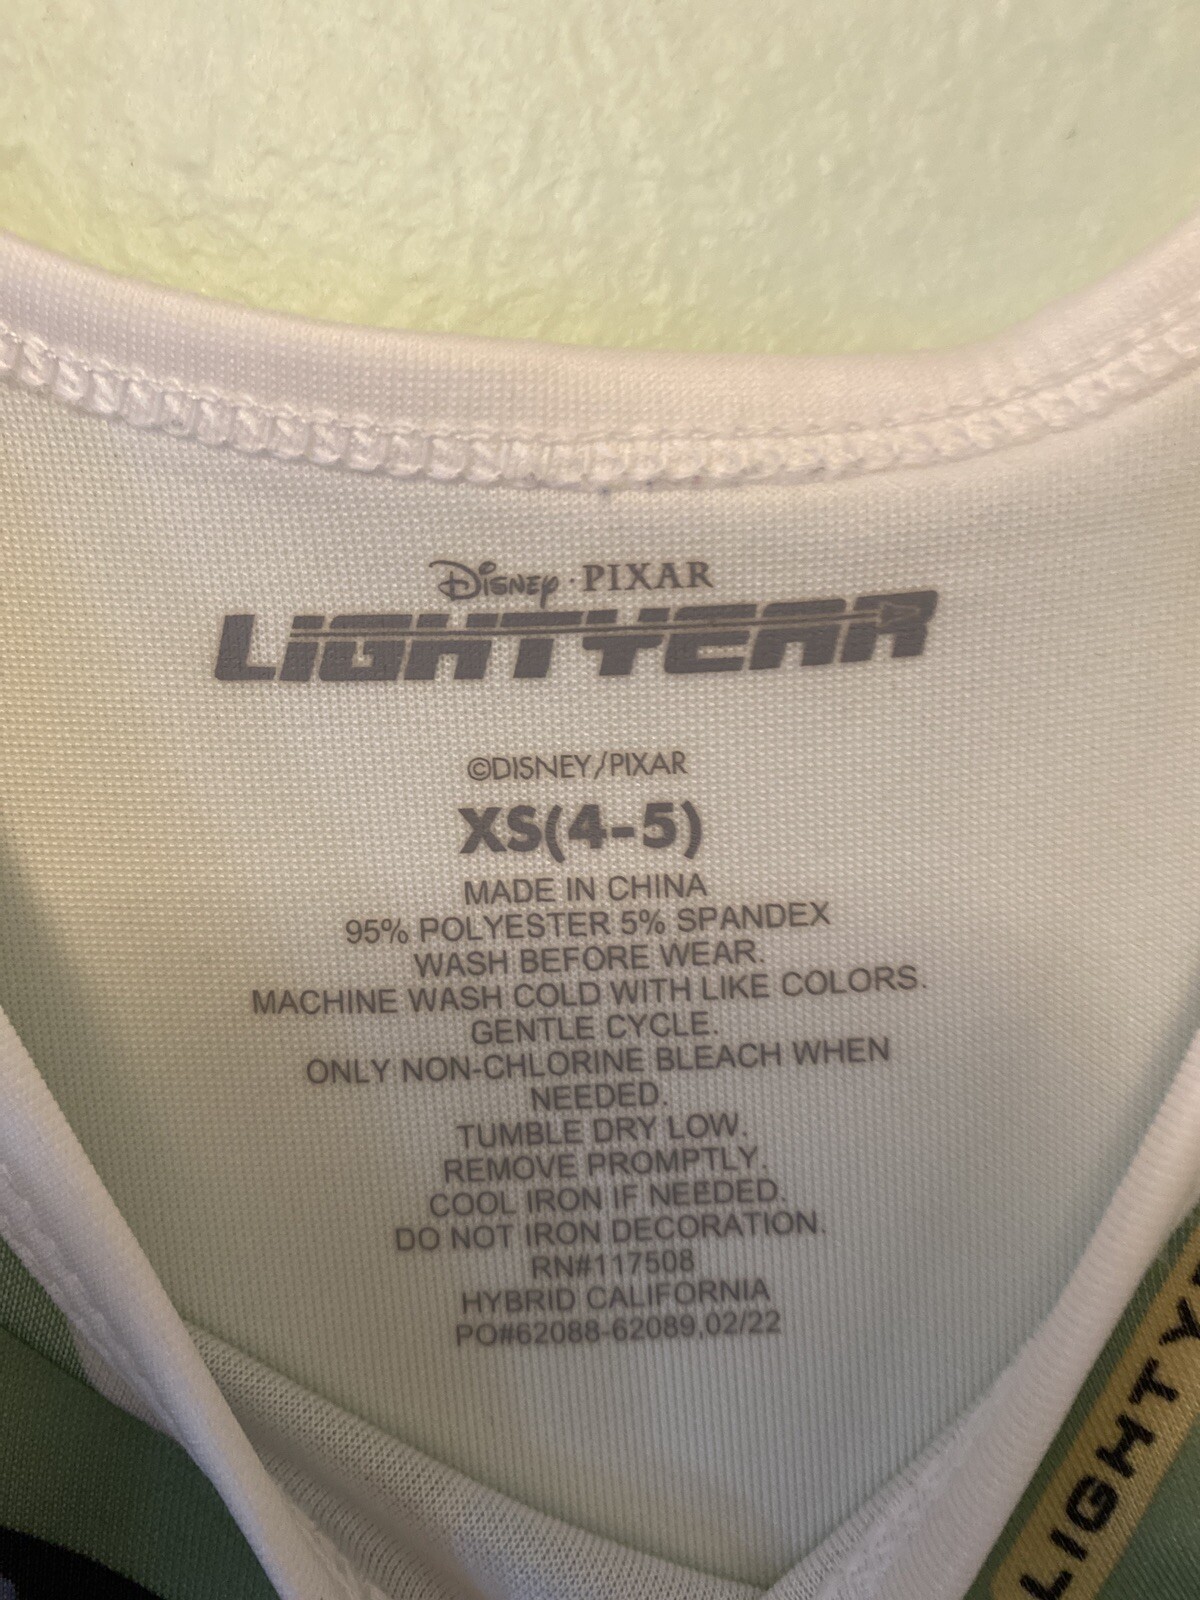 Disney · PIXAR
LIGHTYEAR
©DISNEY/PIXAR
XS(4-5)
MADE IN CHINA
95% POLYESTER 5% SPANDEX
WASH BEFORE WEAR.
MACHINE WASH COLD WITH LIKE COLORS.
GENTLE CYCLE.
ONLY NON-CHLORINE BLEACH WHEN
NEEDED.
TUMBLE DRY LOW.
REMOVE PROMPTLY.
COOL IRON IF NEEDED.
DO NOT IRON DECORATION.
RN#117508
HYBRID CALIFORNIA
PO#62088-62089,02/22
LIGHTY